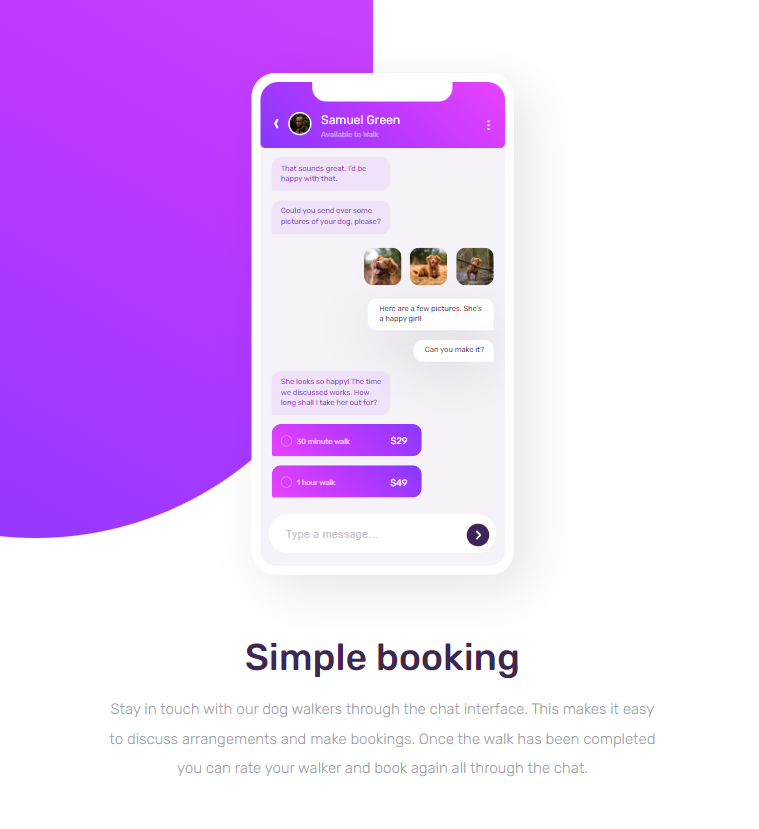 Samuel Green
Available to Walk
That sounds great. I'd be
happy with that.
Could you send over some
pictures of your dog, please?
Here are a few pictures. She's
a happy girl!
Can you make it?
She looks so happy! The time
we discussed works. How
long shall I take her out for?
30 minute walk $29
1 hour walk $49
Type a message...
Simple booking
Stay in touch with our dog walkers through the chat interface. This makes it easy
to discuss arrangements and make bookings. Once the walk has been completed
you can rate your walker and book again all through the chat.